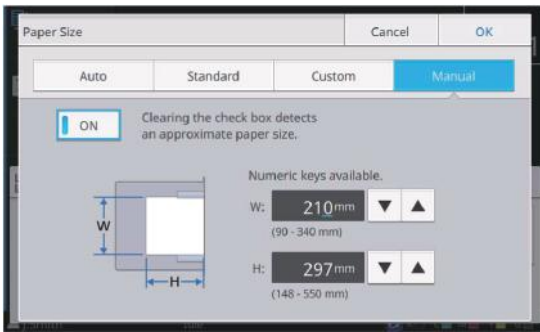 Paper Size
Cancel
OK
Auto
Standard
Custom
Manual
ON
Clearing the check box detects
an approximate paper size.
Numeric keys available.
W
H
W:
210mm
(90 - 340 mm)
H:
297mm
(148 - 550 mm)